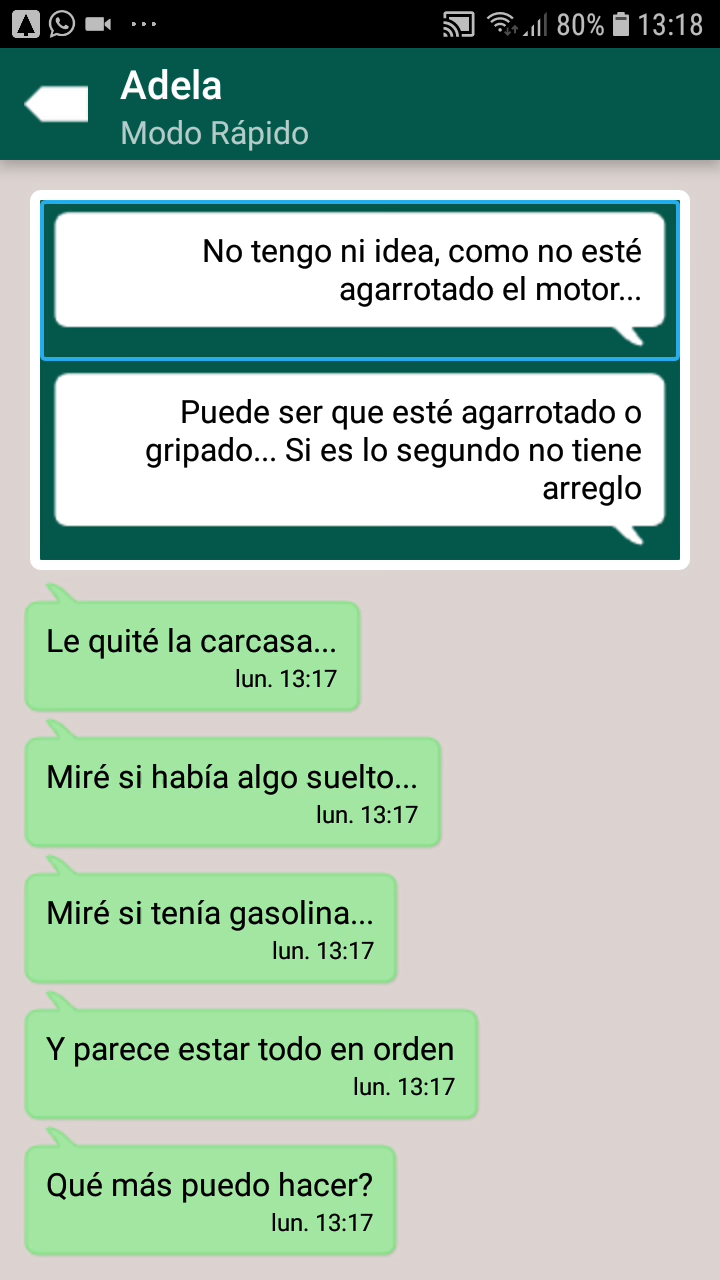 80% 13:18
Adela
Modo Rápido
No tengo ni idea, como no esté
agarrotado el motor...
Puede ser que esté agarrotado o
gripado... Si es lo segundo no tiene
arreglo
Le quité la carcasa...
lun. 13:17
Miré si había algo suelto...
lun. 13:17
Miré si tenía gasolina...
lun. 13:17
Y parece estar todo en orden
lun. 13:17
Qué más puedo hacer?
lun. 13:17